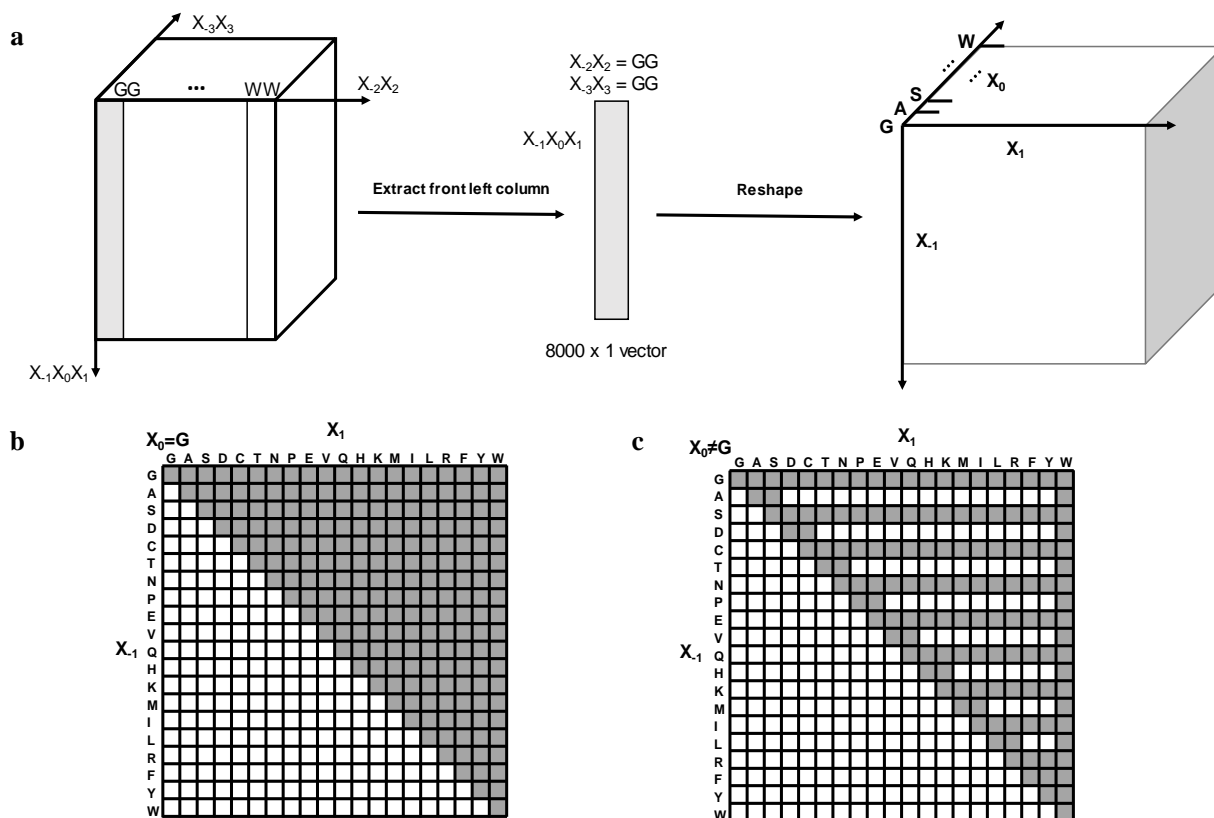 a
X-3X3
GG ... WW
X-2X2
X-1X0X1
Extract front left column
X-2X2 = GG
X-3X3 = GG
X-1X0X1
8000 x 1 vector
Reshape
W
...
S
A
G
... X0
X1
X-1
b
X0=G
X1
G A S D C T N P E V Q H K M I L R F Y W
G
A
S
D
C
T
N
P
E
V
X-1
Q
H
K
M
I
L
R
F
Y
W
c
X0≠G
X1
G A S D C T N P E V Q H K M I L R F Y W
G
A
S
D
C
T
N
P
E
V
X-1
Q
H
K
M
I
L
R
F
Y
W